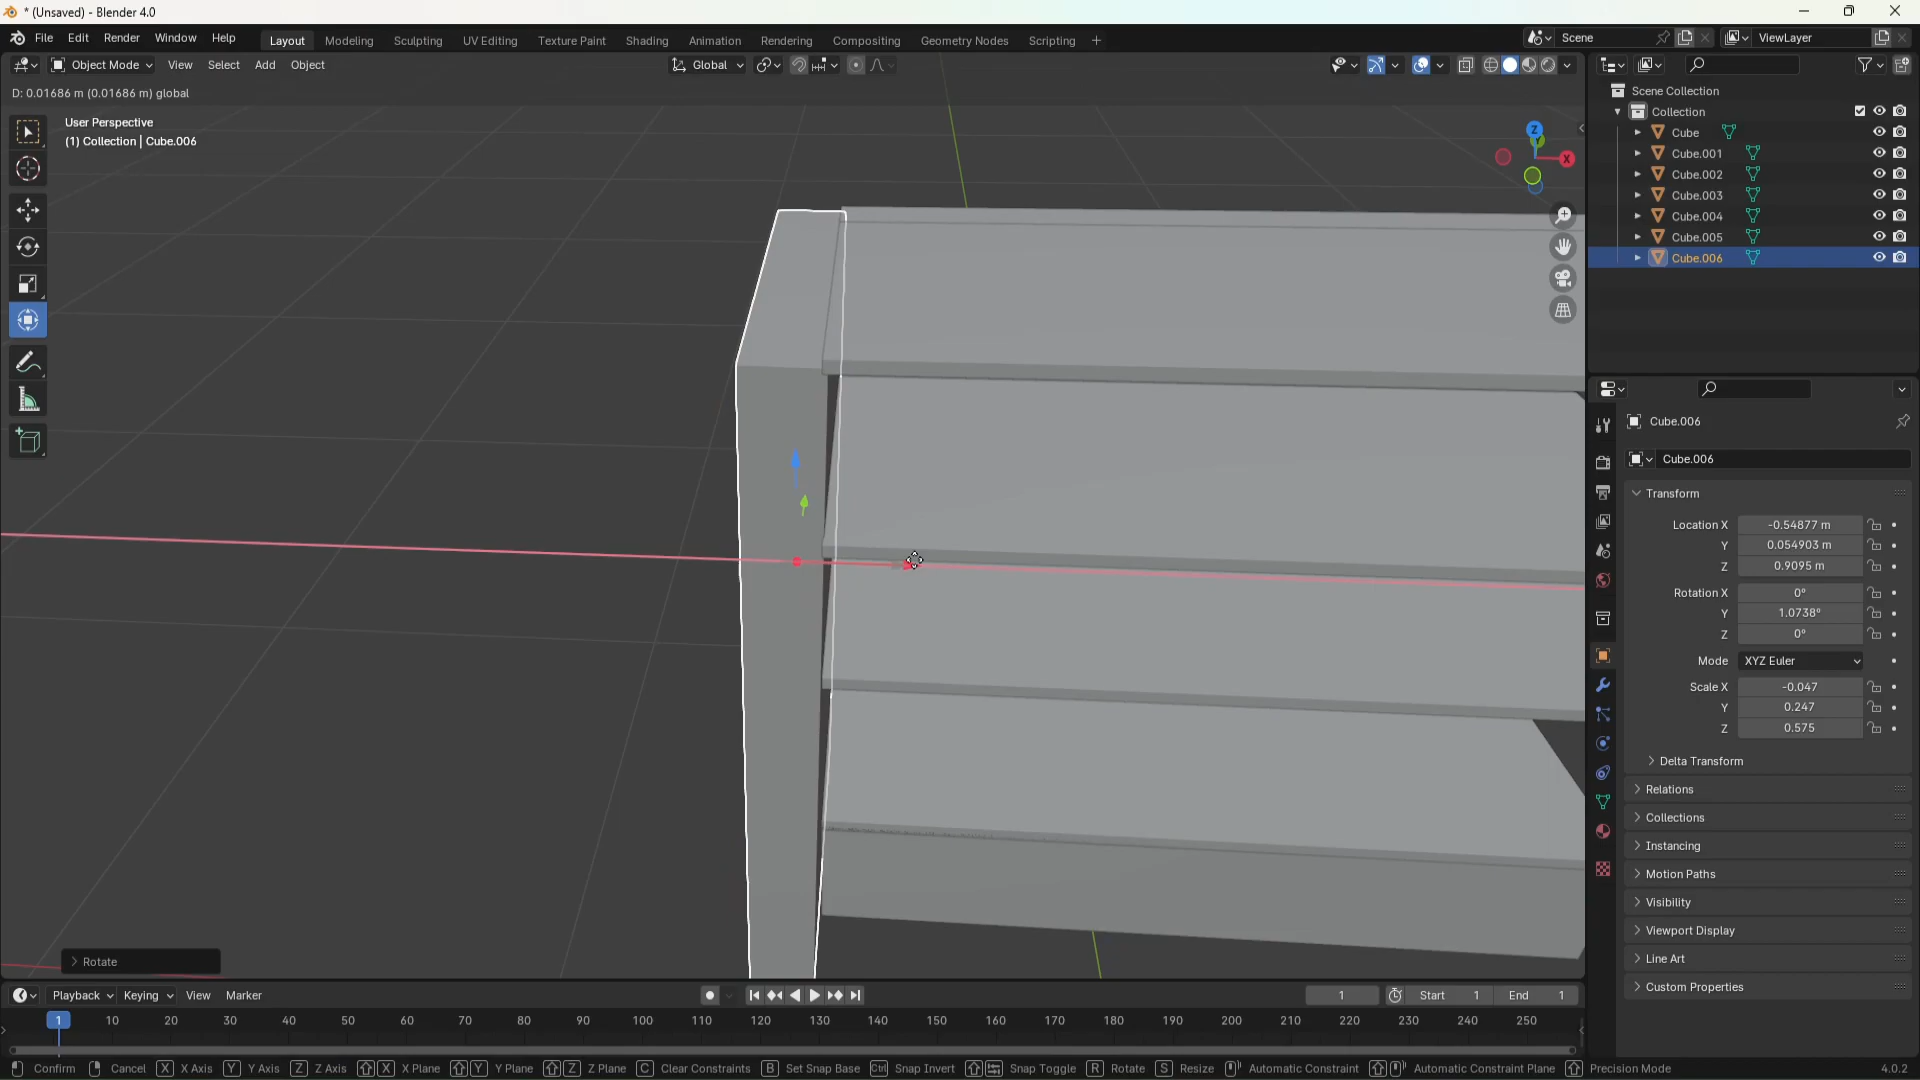 * (Unsaved) - Blender 4.0
File Edit Render Window Help
Layout Modeling Sculpting UV Editing Texture Paint Shading Animation Rendering Compositing Geometry Nodes Scripting +
Scene ViewLayer
Object Mode View Select Add Object Global
D: 0.01686 m (0.01686 m) global
User Perspective
(1) Collection | Cube.006
Z
X
Scene Collection
Collection
Cube
Cube.001
Cube.002
Cube.003
Cube.004
Cube.005
Cube.006
Cube.006
Cube.006
Transform
Location X -0.54877 m
Y 0.054903 m
Z 0.9095 m
Rotation X 0°
Y 1.0738°
Z 0°
Mode XYZ Euler
Scale X -0.047
Y 0.247
Z 0.575
Delta Transform
Relations
Collections
Instancing
Motion Paths
Visibility
Viewport Display
Line Art
Custom Properties
Rotate
Playback Keying View Marker 1 Start 1 End 1
1 10 20 30 40 50 60 70 80 90 100 110 120 130 140 150 160 170 180 190 200 210 220 230 240 250
Confirm Cancel X X Axis Y Y Axis Z Z Axis X X Plane Y Y Plane Z Z Plane C Clear Constraints B Set Snap Base Ctrl Snap Invert Snap Toggle R Rotate S Resize Automatic Constraint Automatic Constraint Plane Precision Mode 4.0.2